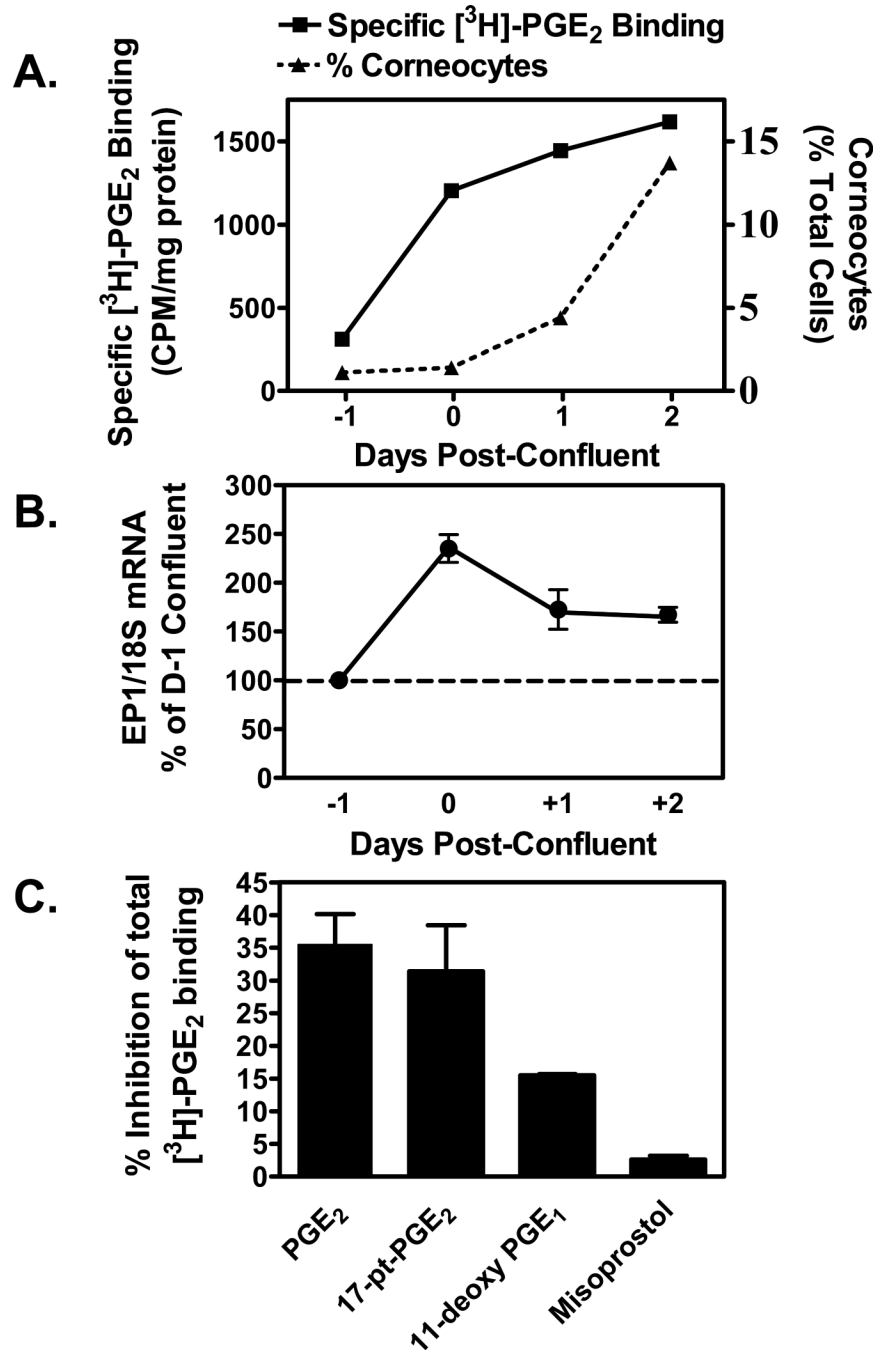 Specific [³H]-PGE₂ Binding
% Corneocytes
A.
Specific [³H]-PGE₂ Binding
(CPM/mg protein)
1500
1000
500
0
15
10
5
0
Corneocytes
(% Total Cells)
-1 0 1 2
Days Post-Confluent
B.
EP1/18S mRNA
% of D-1 Confluent
300
250
200
150
100
50
0
-1 0 +1 +2
Days Post-Confluent
C.
% Inhibition of total
[³H]-PGE₂ binding
45
40
35
30
25
20
15
10
5
0
PGE₂
17-pt-PGE₂
11-deoxy PGE₁
Misoprostol